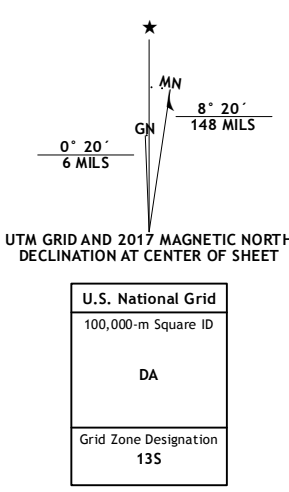 MN
8° 20´
148 MILS
GN
0° 20´
6 MILS
UTM GRID AND 2017 MAGNETIC NORTH
DECLINATION AT CENTER OF SHEET
U.S. National Grid
100,000-m Square ID
DA
Grid Zone Designation
13S